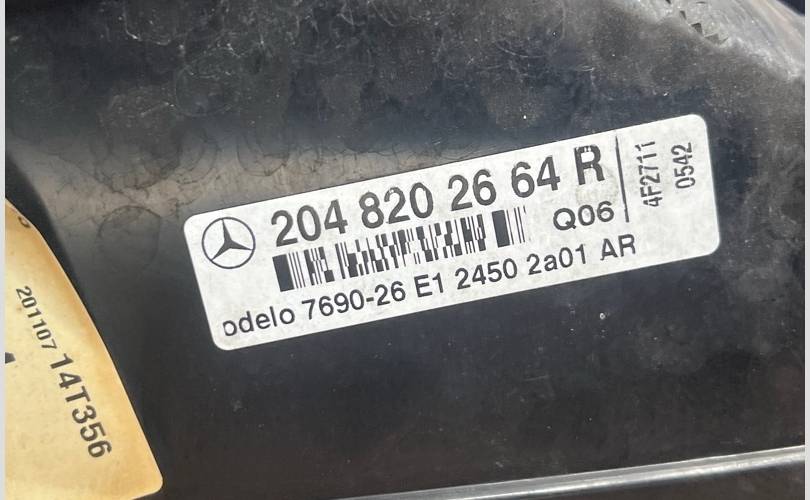 204 820 26 64 R
Q06
odelo 7690-26 E1 2450 2a01 AR
4F2711
0542
201107 14T356